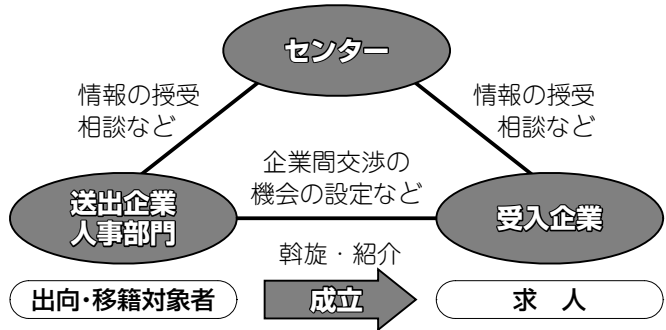 センター
情報の授受
相談など
情報の授受
相談など
企業間交渉の
機会の設定など
送出企業
人事部門
受入企業
斡旋・紹介
出向・移籍対象者
成立
求　人